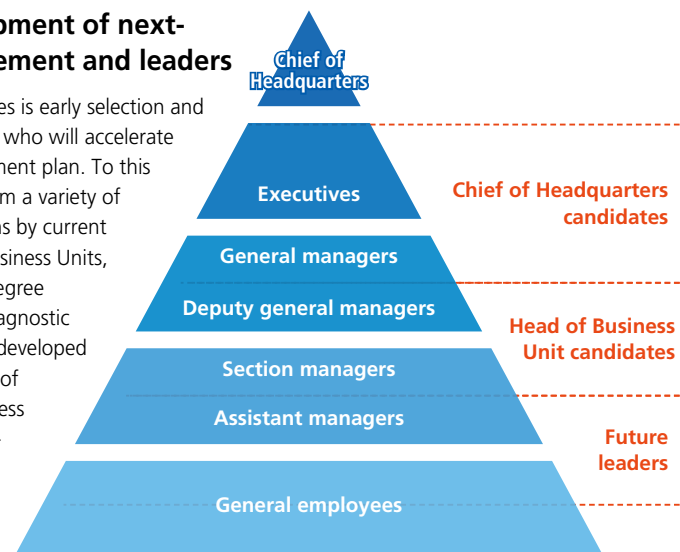 pment of next-
ement and leaders
es is early selection and
who will accelerate
ment plan. To this
m a variety of
ns by current
siness Units,
egree
agnostic
developed
of
ess
Chief of
Headquarters
Executives
General managers
Deputy general managers
Section managers
Assistant managers
General employees
Chief of Headquarters
candidates
Head of Business
Unit candidates
Future
leaders